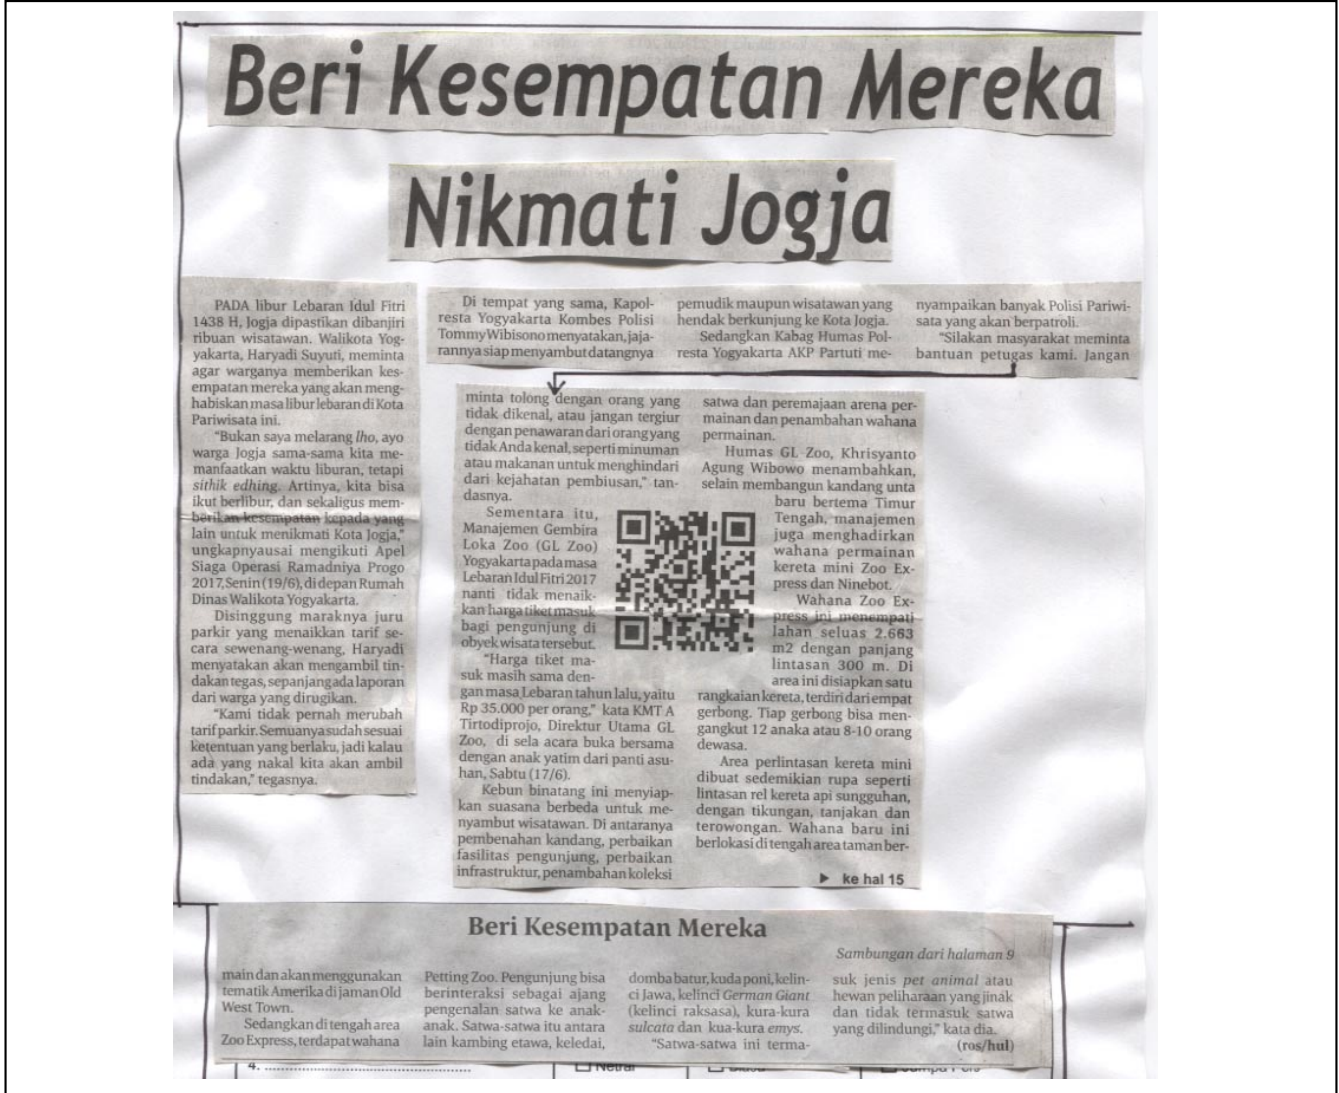 Beri Kesempatan Mereka
Nikmati Jogja
PADA libur Lebaran Idul Fitri
1438 H, Jogja dipastikan dibanjiri
ribuan wisatawan. Walikota Yog-
yakarta, Haryadi Suyuti, meminta
agar warganya memberikan kes-
empatan mereka yang akan meng-
habiskan masa libur lebaran di Kota
Pariwisata ini.
"Bukan saya melarang lho, ayo
warga Jogja sama-sama kita me-
manfaatkan waktu liburan, tetapi
sithik edhing. Artinya, kita bisa
ikut berlibur, dan sekaligus mem-
berikan kesempatan kepada yang
lain untuk menikmati Kota Jogja,"
ungkapnyausai mengikuti Apel
Siaga Operasi Ramadniya Progo
2017, Senin (19/6), di depan Rumah
Dinas Walikota Yogyakarta.
Disinggung maraknya juru
parkir yang menaikkan tarif se-
cara sewenang-wenang, Haryadi
menyatakan akan mengambil tin-
dakan tegas, sepanjang ada laporan
dari warga yang dirugikan.
"Kami tidak pernah merubah
tarif parkir. Semuanya sudah sesuai
ketentuan yang berlaku, jadi kalau
ada yang nakal kita akan ambil
tindakan," tegasnya.
Di tempat yang sama, Kapol-
resta Yogyakarta Kombes Polisi
Tommy Wibisono menyatakan, jaja-
rannya siap menyambut datangnya
pemudik maupun wisatawan yang
hendak berkunjung ke Kota Jogja.
Sedangkan Kabag Humas Pol-
resta Yogyakarta AKP Partuti me-
nyampaikan banyak Polisi Pariwi-
sata yang akan berpatroli.
"Silakan masyarakat meminta
bantuan petugas kami. Jangan
minta tolong dengan orang yang
tidak dikenal, atau jangan tergiur
dengan penawaran dari orang yang
tidak Anda kenal, seperti minuman
atau makanan untuk menghindari
dari kejahatan pembiusan," tan-
dasnya.
Sementara itu,
Manajemen Gembira
Loka Zoo (GL Zoo)
Yogyakarta pada masa
Lebaran Idul Fitri 2017
nanti tidak menaik-
kan harga tiket masuk
bagi pengunjung di
obyek wisata tersebut.
"Harga tiket ma-
suk masih sama den-
gan masa Lebaran tahun lalu, yaitu
Rp 35.000 per orang," kata KMT A
Tirtodiprojo, Direktur Utama GL
Zoo, di sela acara buka bersama
dengan anak yatim dari panti asu-
han, Sabtu (17/6).
Kebun binatang ini menyiap-
kan suasana berbeda untuk me-
nyambut wisatawan. Di antaranya
pembenahan kandang, perbaikan
fasilitas pengunjung, perbaikan
infrastruktur, penambahan koleksi
satwa dan peremajaan arena per-
mainan dan penambahan wahana
permainan.
Humas GL Zoo, Khrisyanto
Agung Wibowo menambahkan,
selain membangun kandang unta
baru bertema Timur
Tengah, manajemen
juga menghadirkan
wahana permainan
kereta mini Zoo Ex-
press dan Ninebot.
Wahana Zoo Ex-
press ini menempati
lahan seluas 2.663
m2 dengan panjang
lintasan 300 m. Di
area ini disiapkan satu
rangkaian kereta, terdiri dari empat
gerbong. Tiap gerbong bisa men-
gangkut 12 anaka atau 8-10 orang
dewasa.
Area perlintasan kereta mini
dibuat sedemikian rupa seperti
lintasan rel kereta api sungguhan,
dengan tikungan, tanjakan dan
terowongan. Wahana baru ini
berlokasi di tengah area taman ber-
▶ ke hal 15
Beri Kesempatan Mereka
Sambungan dari halaman 9
main dan akan menggunakan
tematik Amerika di jaman Old
West Town.
Sedangkan di tengah area
Zoo Express, terdapat wahana
Petting Zoo. Pengunjung bisa
berinteraksi sebagai ajang
pengenalan satwa ke anak-
anak. Satwa-satwa itu antara
lain kambing etawa, keledai,
domba batur, kuda poni, kelin-
ci Jawa, kelinci German Giant
(kelinci raksasa), kura-kura
sulcata dan kua-kura emys.
"Satwa-satwa ini terma-
suk jenis pet animal atau
hewan peliharaan yang jinak
dan tidak termasuk satwa
yang dilindungi," kata dia.
(ros/hul)
4. ............ Netral